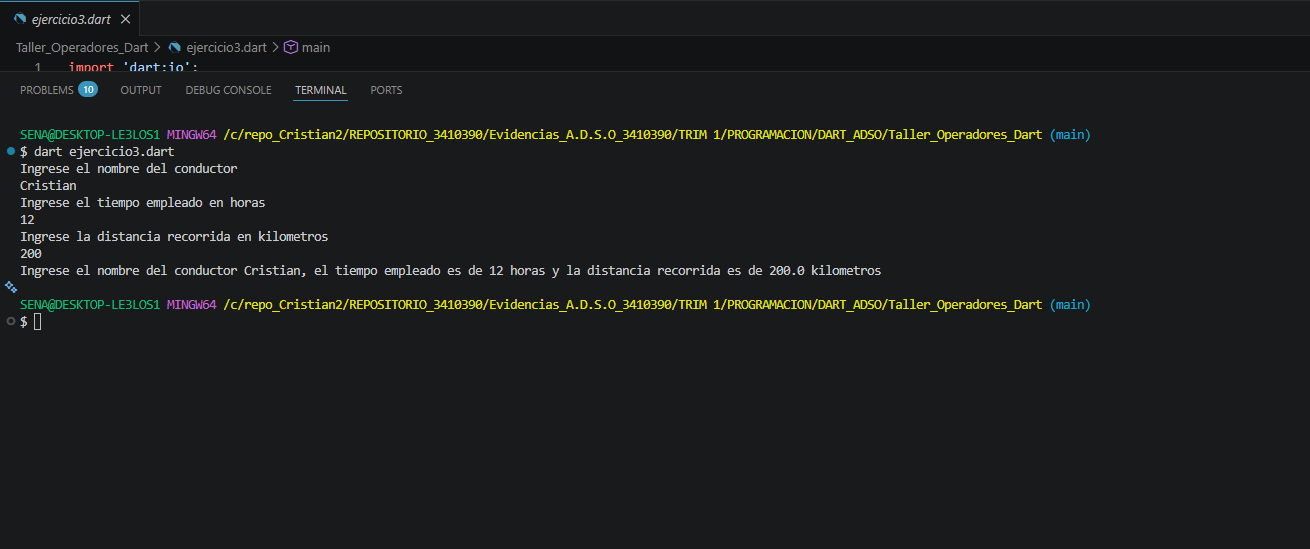 ejercicio3.dart
Taller_Operadores_Dart > ejercicio3.dart > main
1 import 'dart:io';
PROBLEMS 10 OUTPUT DEBUG CONSOLE TERMINAL PORTS
SENA@DESKTOP-LE3LOS1 MINGW64 /c/repo_Cristian2/REPOSITORIO_3410390/Evidencias_A.D.S.O_3410390/TRIM 1/PROGRAMACION/DART_ADSO/Taller_Operadores_Dart (main)
$ dart ejercicio3.dart
Ingrese el nombre del conductor
Cristian
Ingrese el tiempo empleado en horas
12
Ingrese la distancia recorrida en kilometros
200
Ingrese el nombre del conductor Cristian, el tiempo empleado es de 12 horas y la distancia recorrida es de 200.0 kilometros
SENA@DESKTOP-LE3LOS1 MINGW64 /c/repo_Cristian2/REPOSITORIO_3410390/Evidencias_A.D.S.O_3410390/TRIM 1/PROGRAMACION/DART_ADSO/Taller_Operadores_Dart (main)
$